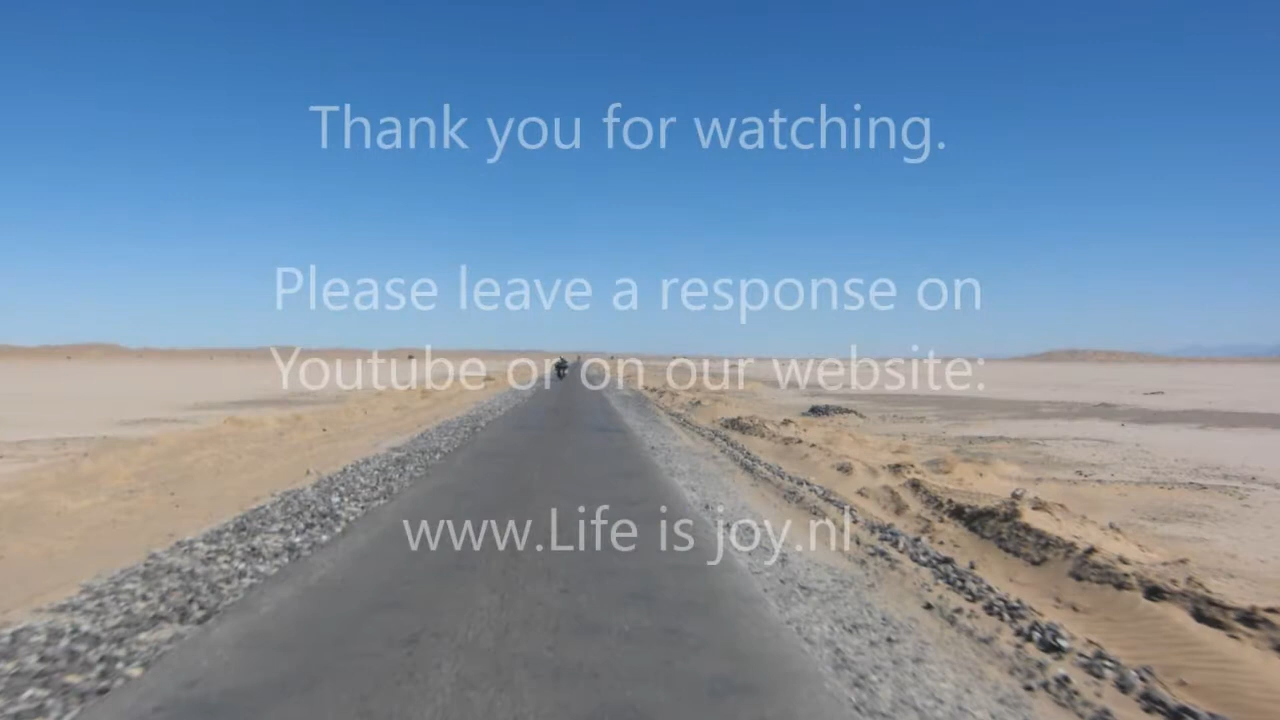 Thank you for watching.
Please leave a response on
Youtube or on our website:
www.Life is joy.nl